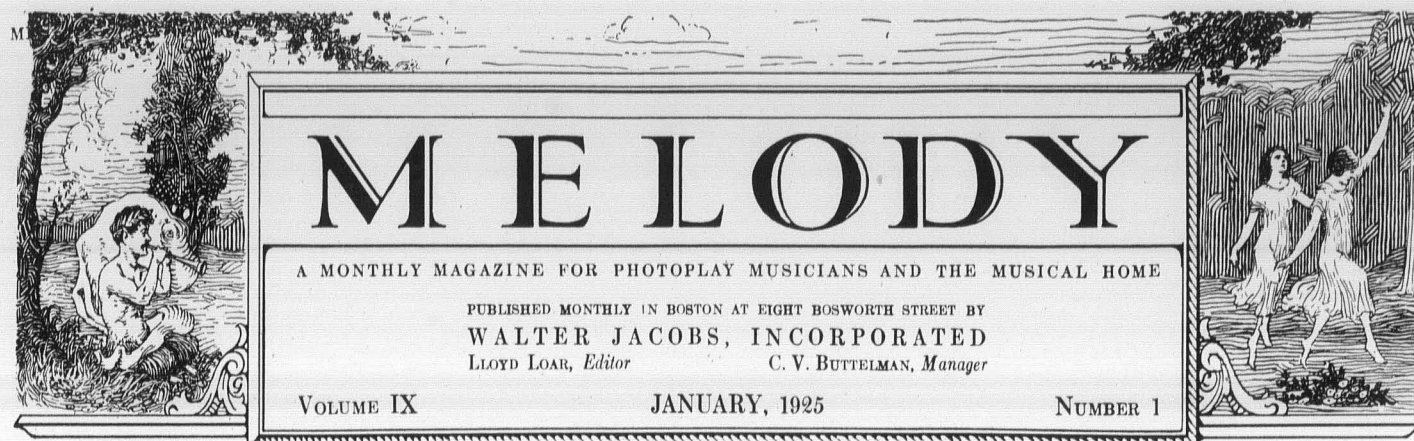 MELODY
A MONTHLY MAGAZINE FOR PHOTOPLAY MUSICIANS AND THE MUSICAL HOME
PUBLISHED MONTHLY IN BOSTON AT EIGHT BOSWORTH STREET BY
WALTER JACOBS, INCORPORATED
LLOYD LOAR, Editor C. V. BUTTELMAN, Manager
VOLUME IX JANUARY, 1925 NUMBER 1